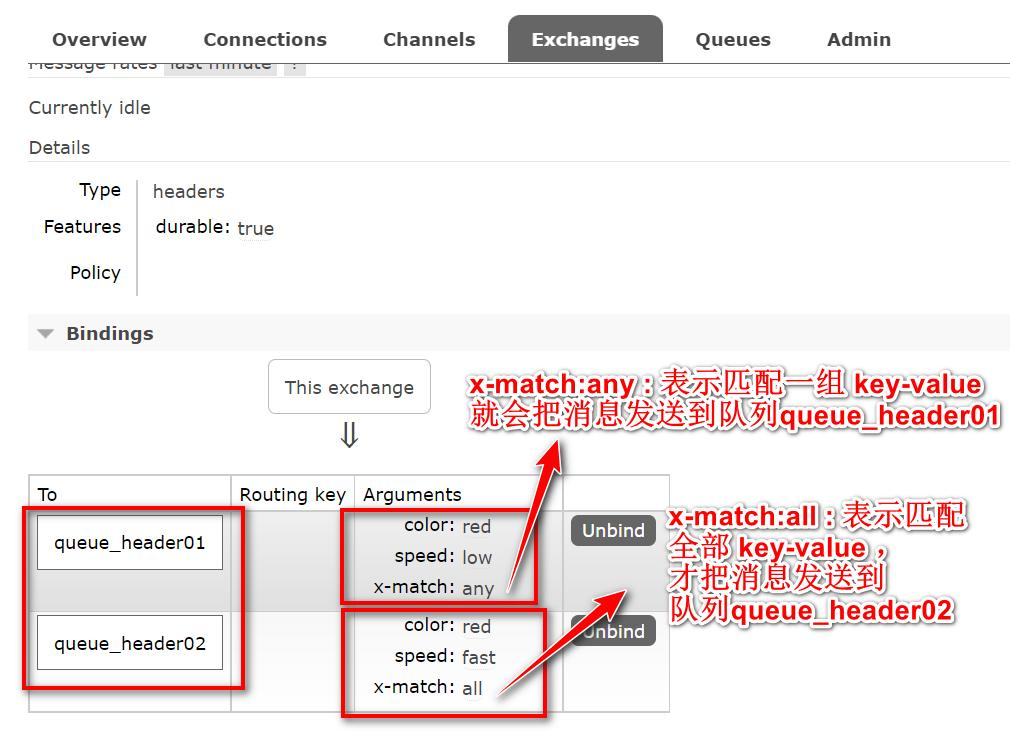 Overview Connections Channels Exchanges Queues Admin
Message rates last minute ?
Currently idle
Details
Type headers
Features durable: true
Policy
Bindings
This exchange
⇓
x-match:any : 表示匹配一组 key-value
就会把消息发送到队列queue_header01
To Routing key Arguments
queue_header01 color: red
speed: low
x-match: any
Unbind
x-match:all : 表示匹配
全部 key-value ，
才把消息发送到
队列queue_header02
queue_header02 color: red
speed: fast
x-match: all
Unbind